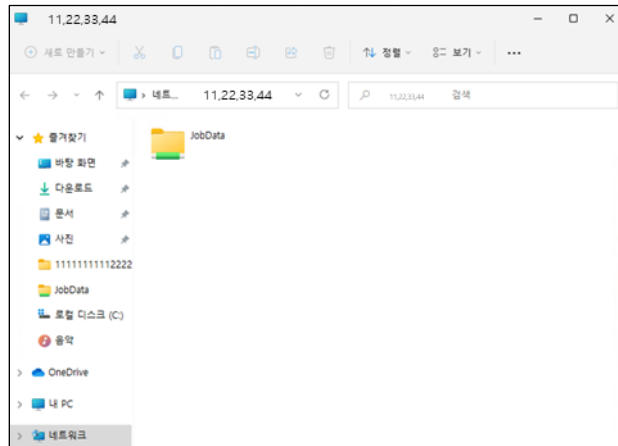 11,22,33,44
새로 만들기
정렬
보기
네트... 11,22,33,44
11,22,33,44 검색
즐겨찾기
바탕 화면
다운로드
문서
사진
11111111112222
JobData
로컬 디스크 (C:)
음악
OneDrive
내 PC
네트워크
JobData